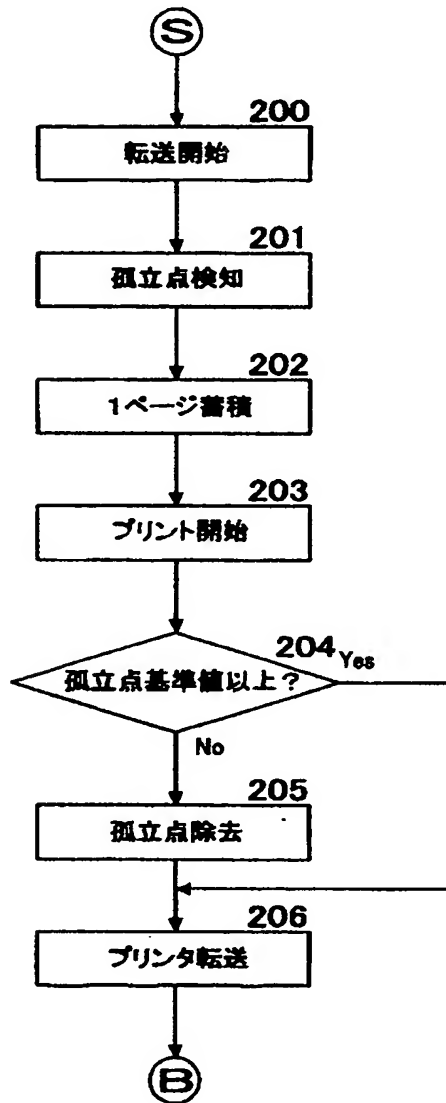 S
200
転送開始
201
孤立点検知
202
1ページ蓄積
203
プリント開始
204
Yes
孤立点基準値以上?
No
205
孤立点除去
206
プリンタ転送
B